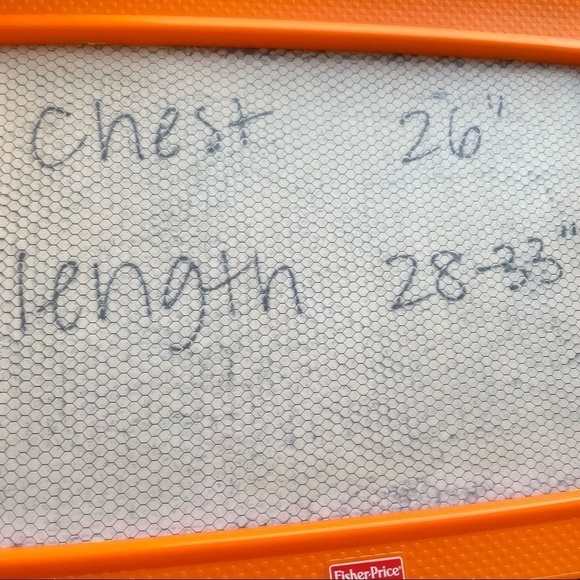 chest 26"
length 28-33"
Fisher-Price